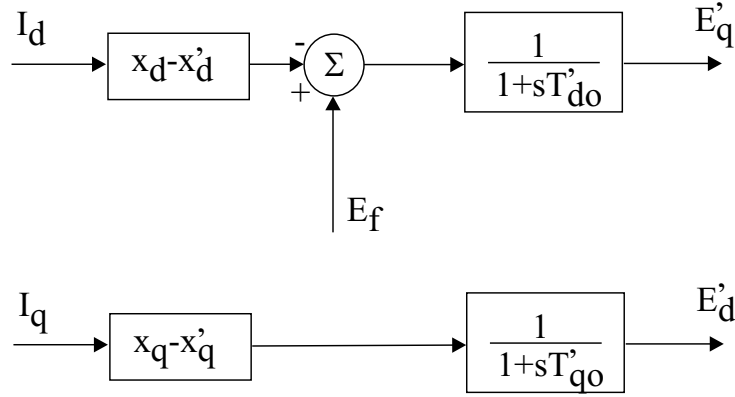 I_d
x_d-x'_d
-
+
Σ
E_f
1
1+sT'_do
E'_q
I_q
x_q-x'_q
1
1+sT'_qo
E'_d